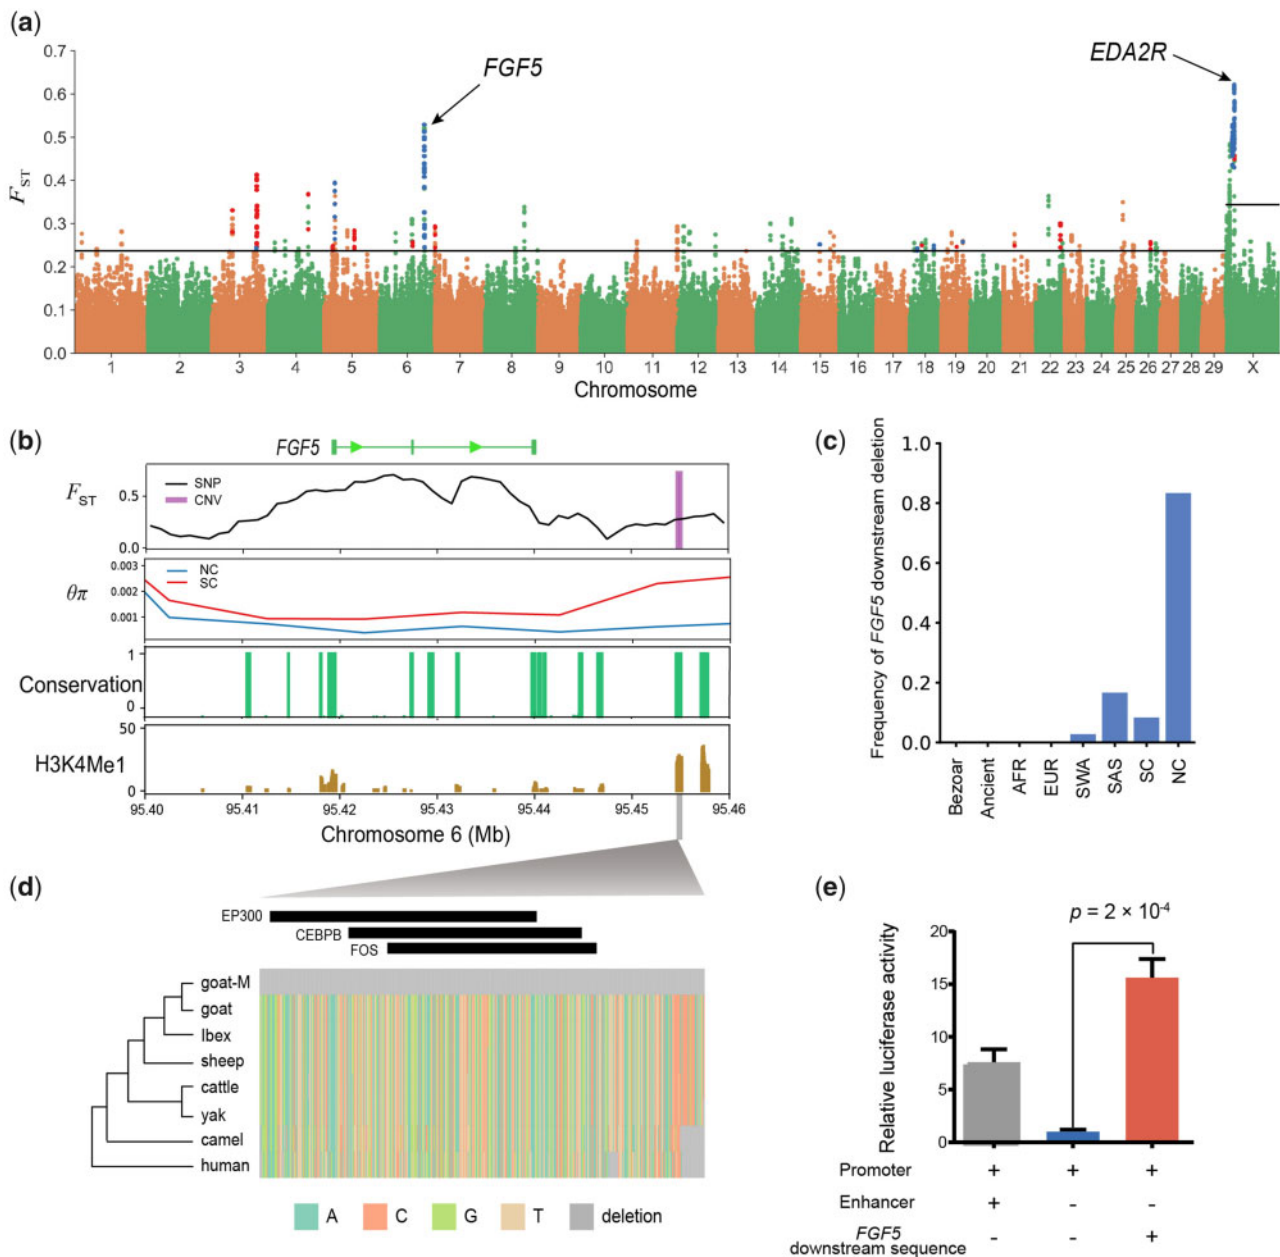 (a)
0.7
0.6
0.5
0.4
0.3
0.2
0.1
0.0
FST
FGF5
EDA2R
1 2 3 4 5 6 7 8 9 10 11 12 13 14 15 16 17 18 19 20 21 22 23 24 25 26 27 28 29 X
Chromosome
(b)
FGF5
FST
0.5
0.0
SNP
CNV
θπ
0.003
0.002
0.001
NC
SC
Conservation
1
0
H3K4Me1
50
0
95.40 95.41 95.42 95.43 95.44 95.45 95.46
Chromosome 6 (Mb)
(c)
Frequency of FGF5 downstream deletion
1.0
0.8
0.6
0.4
0.2
0.0
Bezoar
Ancient
AFR
EUR
SWA
SAS
SC
NC
(d)
EP300
CEBPB
FOS
goat-M
goat
Ibex
sheep
cattle
yak
camel
human
A C G T deletion
(e)
p = 2 × 10-4
Relative luciferase activity
20
15
10
5
0
Promoter + + +
Enhancer + - -
FGF5
downstream sequence - - +